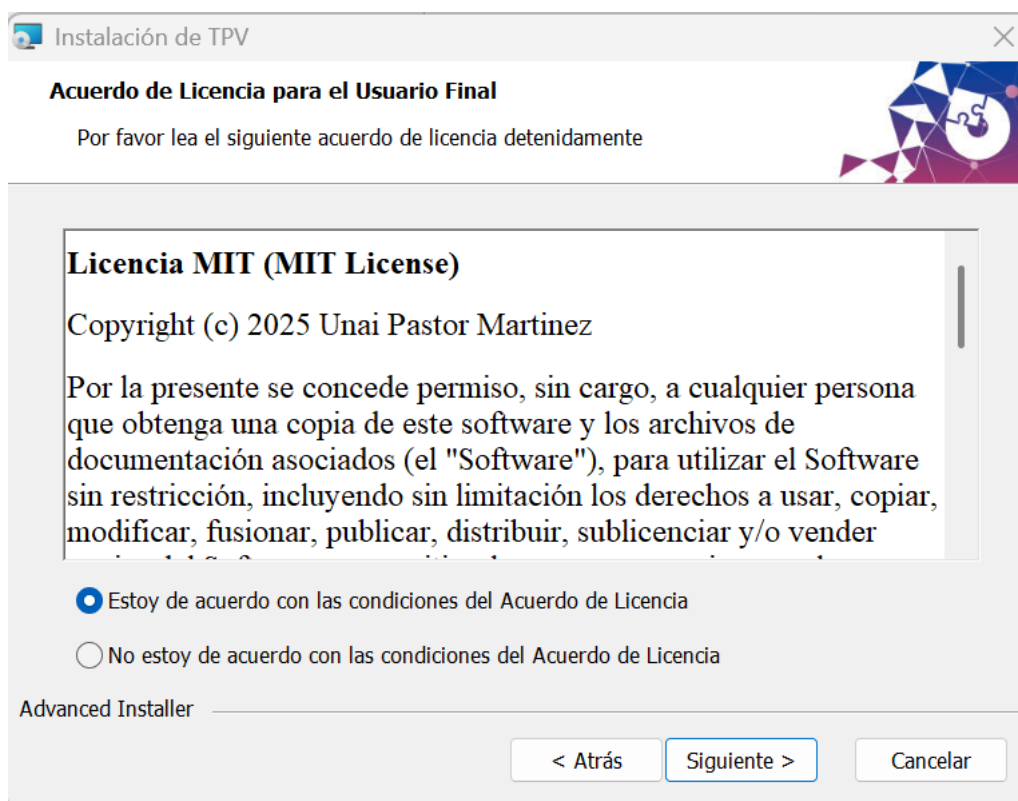 Instalación de TPV
Acuerdo de Licencia para el Usuario Final
Por favor lea el siguiente acuerdo de licencia detenidamente
Licencia MIT (MIT License)
Copyright (c) 2025 Unai Pastor Martinez
Por la presente se concede permiso, sin cargo, a cualquier persona
que obtenga una copia de este software y los archivos de
documentación asociados (el "Software"), para utilizar el Software
sin restricción, incluyendo sin limitación los derechos a usar, copiar,
modificar, fusionar, publicar, distribuir, sublicenciar y/o vender
Estoy de acuerdo con las condiciones del Acuerdo de Licencia
No estoy de acuerdo con las condiciones del Acuerdo de Licencia
Advanced Installer
< Atrás
Siguiente >
Cancelar